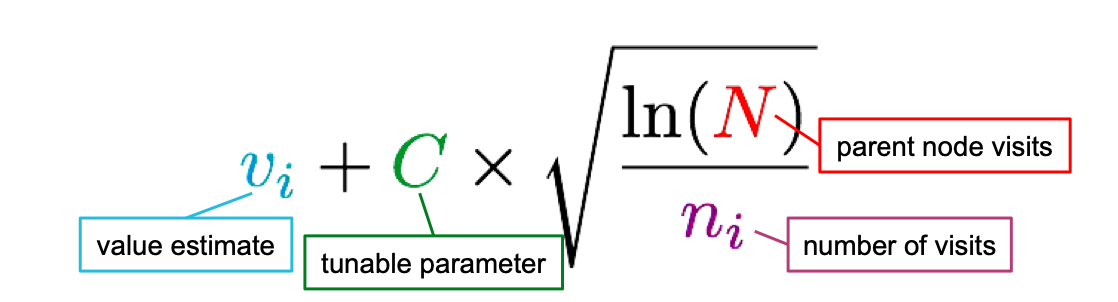 v_i + C × √(ln(N) / n_i)
parent node visits
value estimate
number of visits
tunable parameter